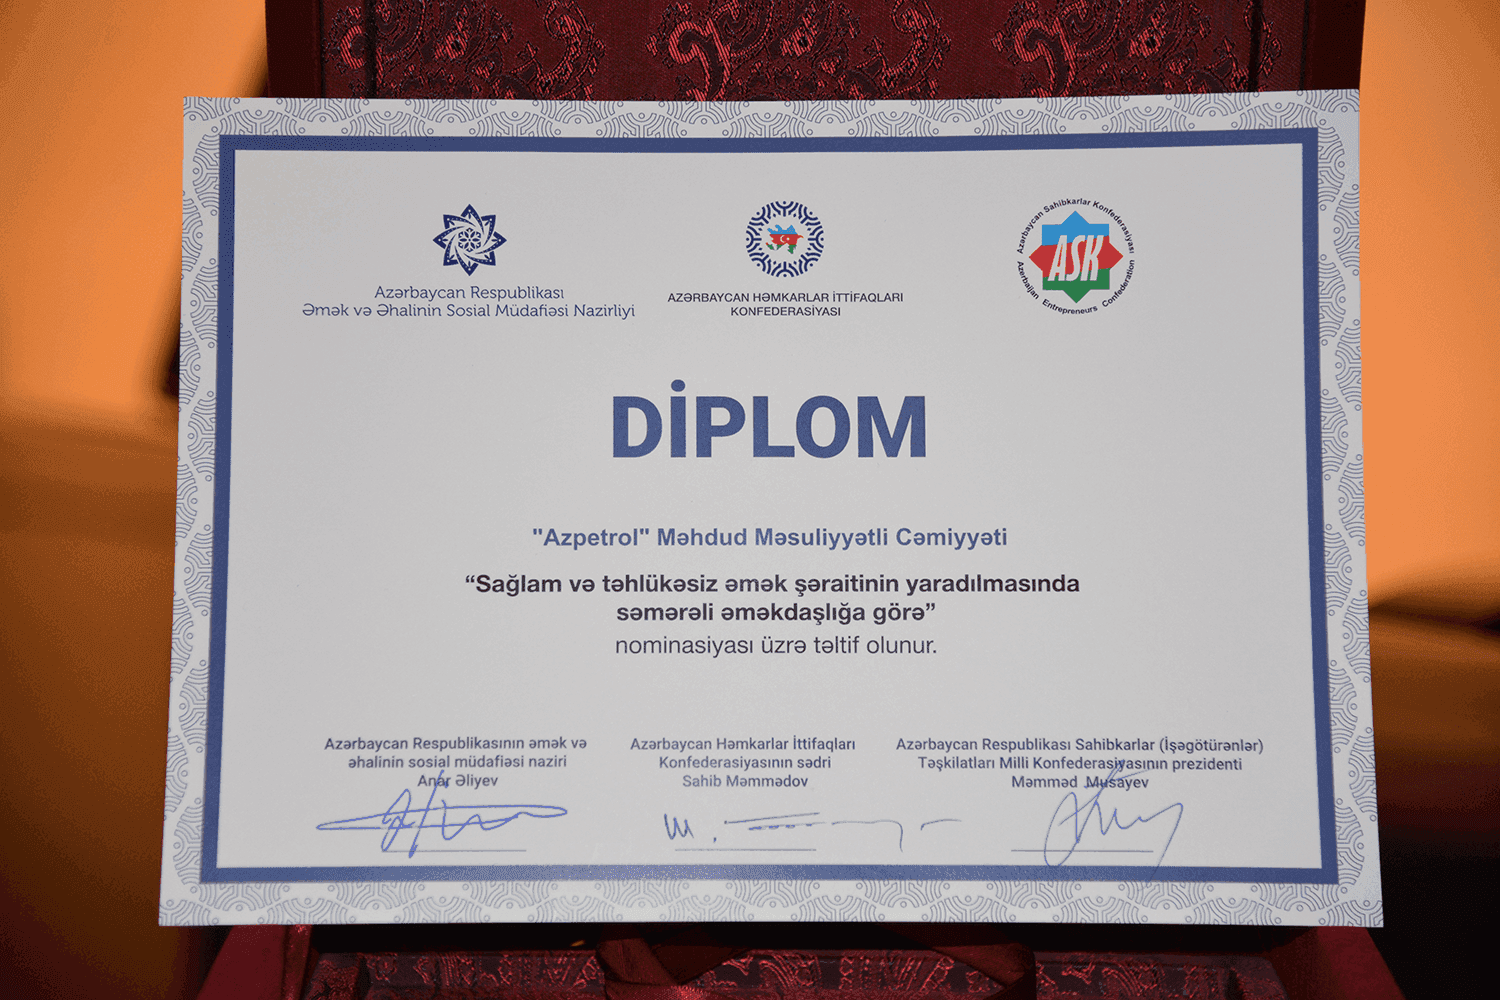 Azərbaycan Respublikası
Əmək və Əhalinin Sosial Müdafiəsi Nazirliyi
AZƏRBAYCAN HƏMKARLAR İTTİFAQLARI
KONFEDERASİYASI
Azərbaycan Sahibkarlar Konfederasiyası
ASK
Azerbaijan Entrepreneurs Confederation
DİPLOM
"Azpetrol" Məhdud Məsuliyyətli Cəmiyyəti
“Sağlam və təhlükəsiz əmək şəraitinin yaradılmasında
səmərəli əməkdaşlığa görə”
nominasiyası üzrə təltif olunur.
Azərbaycan Respublikasının əmək və
əhalinin sosial müdafiəsi naziri
Anar Əliyev
Azərbaycan Həmkarlar İttifaqları
Konfederasiyasının sədri
Sahib Məmmədov
Azərbaycan Respublikası Sahibkarlar (İşəgötürənlər)
Təşkilatları Milli Konfederasiyasının prezidenti
Məmməd Musayev